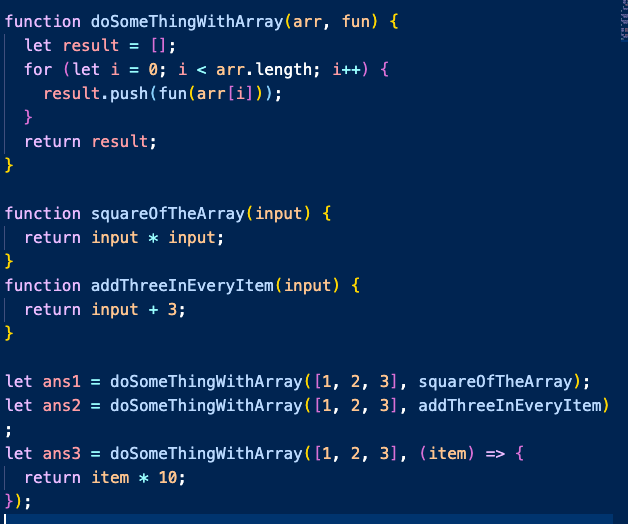 function doSomeThingWithArray(arr, fun) {
  let result = [];
  for (let i = 0; i < arr.length; i++) {
    result.push(fun(arr[i]));
  }
  return result;
}

function squareOfTheArray(input) {
  return input * input;
}
function addThreeInEveryItem(input) {
  return input + 3;
}

let ans1 = doSomeThingWithArray([1, 2, 3], squareOfTheArray);
let ans2 = doSomeThingWithArray([1, 2, 3], addThreeInEveryItem)
;
let ans3 = doSomeThingWithArray([1, 2, 3], (item) => {
  return item * 10;
});